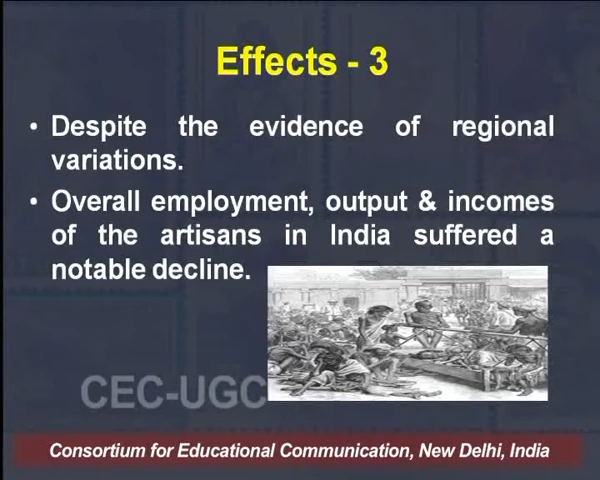 Effects - 3
• Despite the evidence of regional
variations.
• Overall employment, output & incomes
of the artisans in India suffered a
notable decline.
CEC-UGC
Consortium for Educational Communication, New Delhi, India